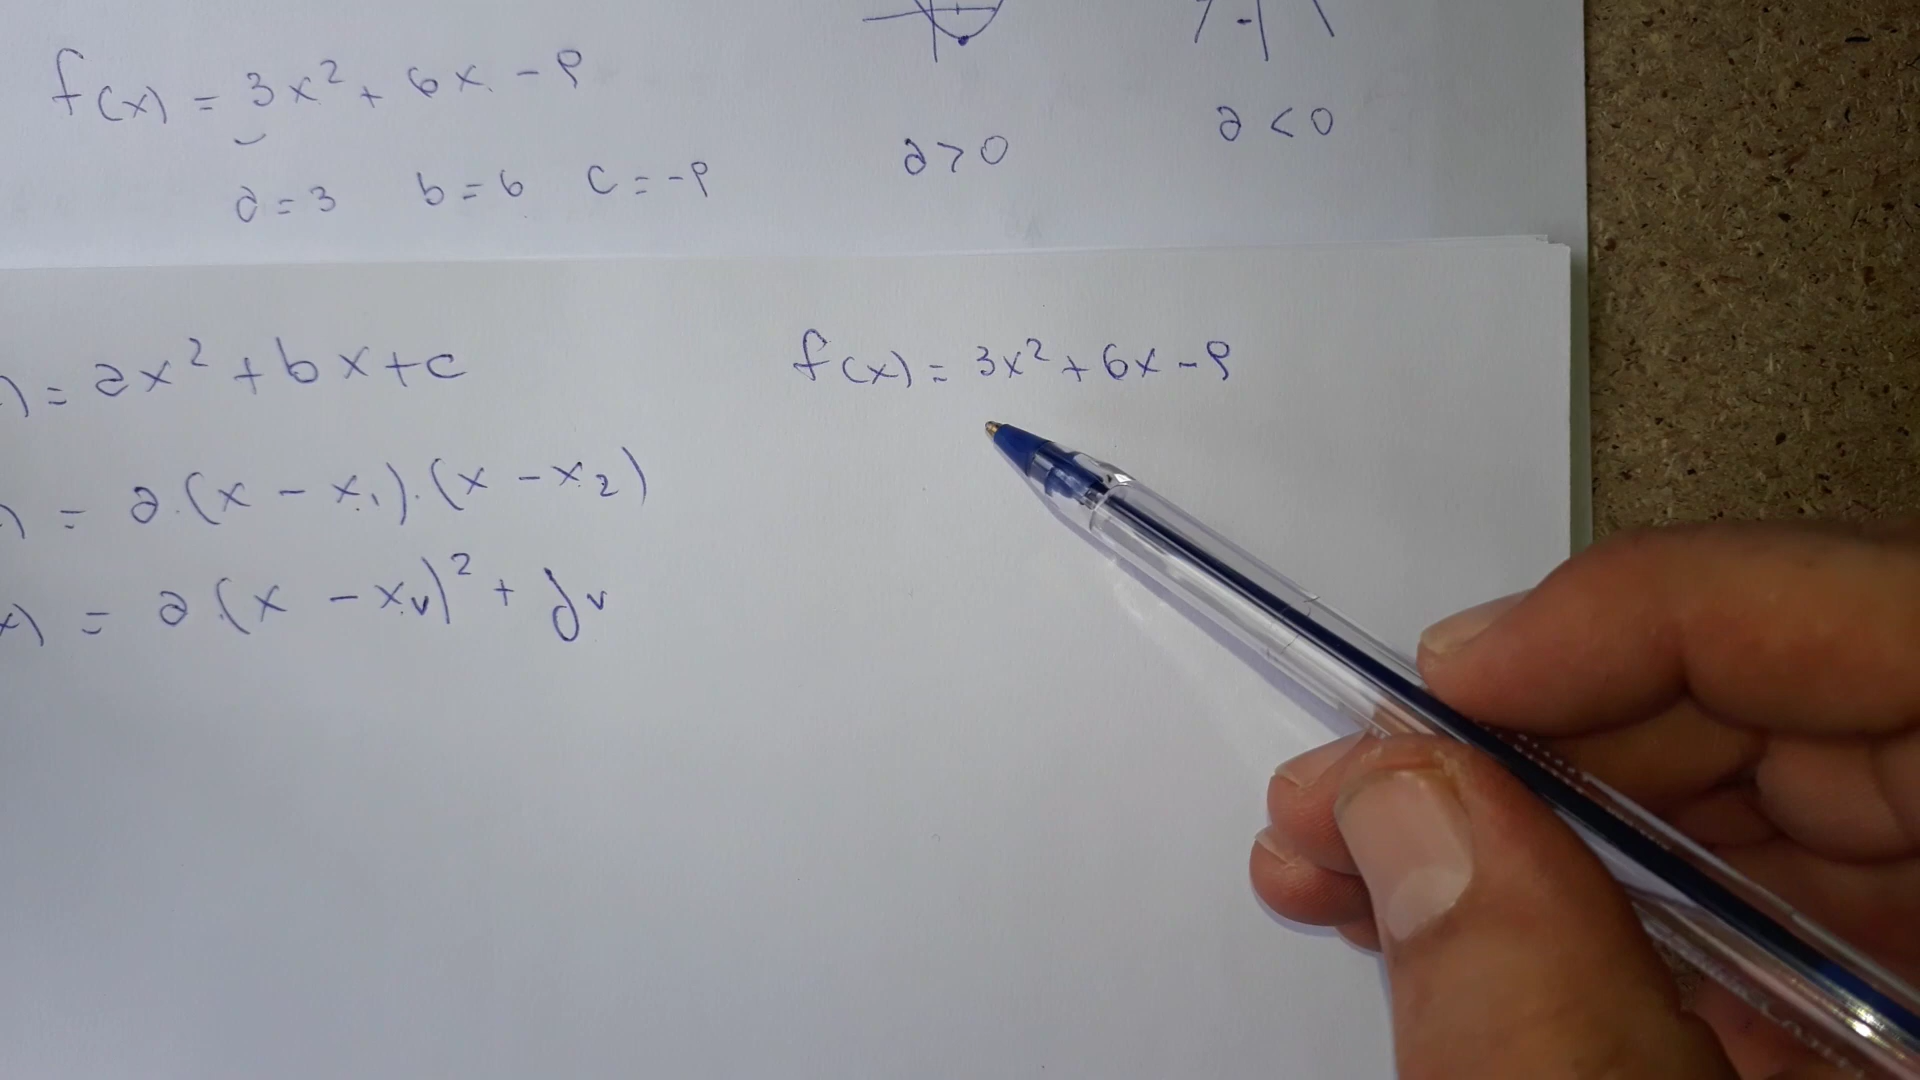 f(x) = 3x² + 6x - 9
a > 0
a < 0
a = 3 b = 6 c = -9
) = ax² + bx + c
f(x) = 3x² + 6x - 9
) = a.(x - x₁).(x - x₂)
x) = a.(x - xᵥ)² + yᵥ